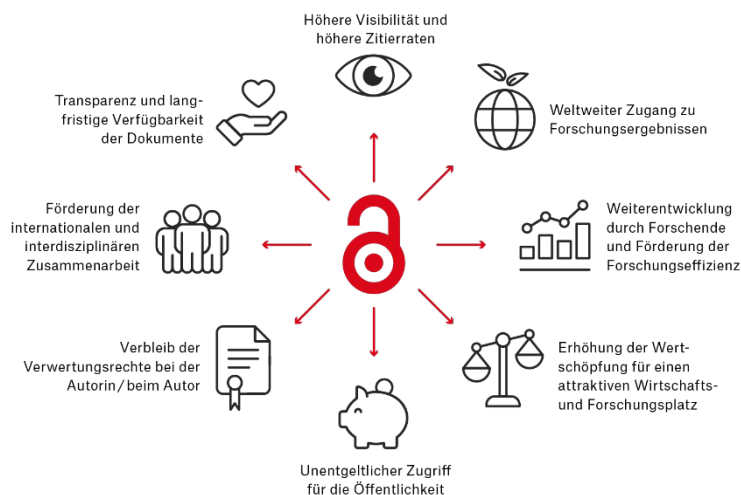 Höhere Visibilität und
höhere Zitierraten
Weltweiter Zugang zu
Forschungsergebnissen
Weiterentwicklung
durch Forschende
und Förderung der
Forschungseffizienz
Erhöhung der Wert-
schöpfung für einen
attraktiven Wirtschafts-
und Forschungsplatz
Unentgeltlicher Zugriff
für die Öffentlichkeit
Verbleib der
Verwertungsrechte bei der
Autorin/beim Autor
Förderung der
internationalen und
interdisziplinären
Zusammenarbeit
Transparenz und lang-
fristige Verfügbarkeit
der Dokumente